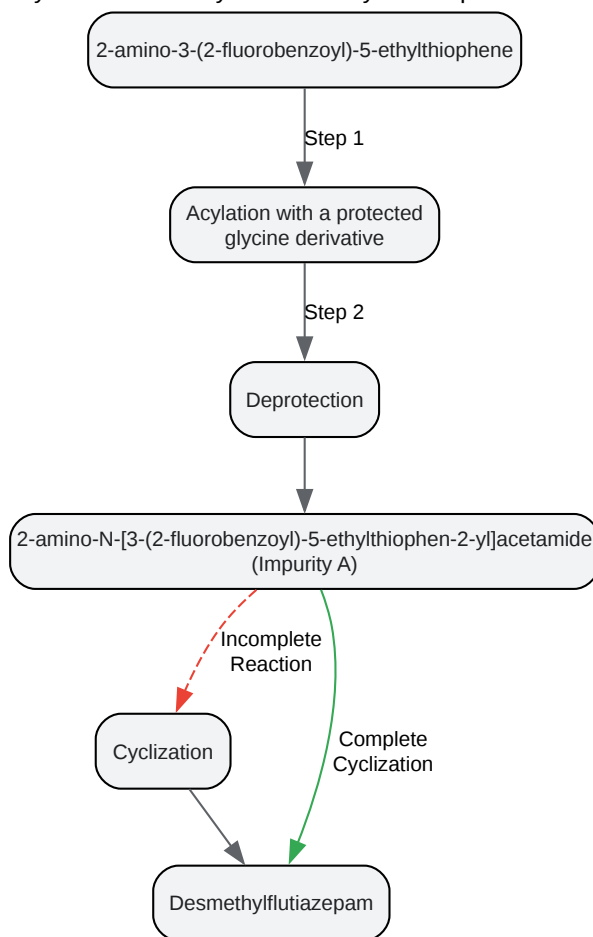 2-amino-3-(2-fluorobenzoyl)-5-ethylthiophene
Step 1
Acylation with a protected
glycine derivative
Step 2
Deprotection
2-amino-N-[3-(2-fluorobenzoyl)-5-ethylthiophen-2-yl]acetamide
(Impurity A)
Incomplete
Reaction
Cyclization
Complete
Cyclization
Desmethylflutiazepam